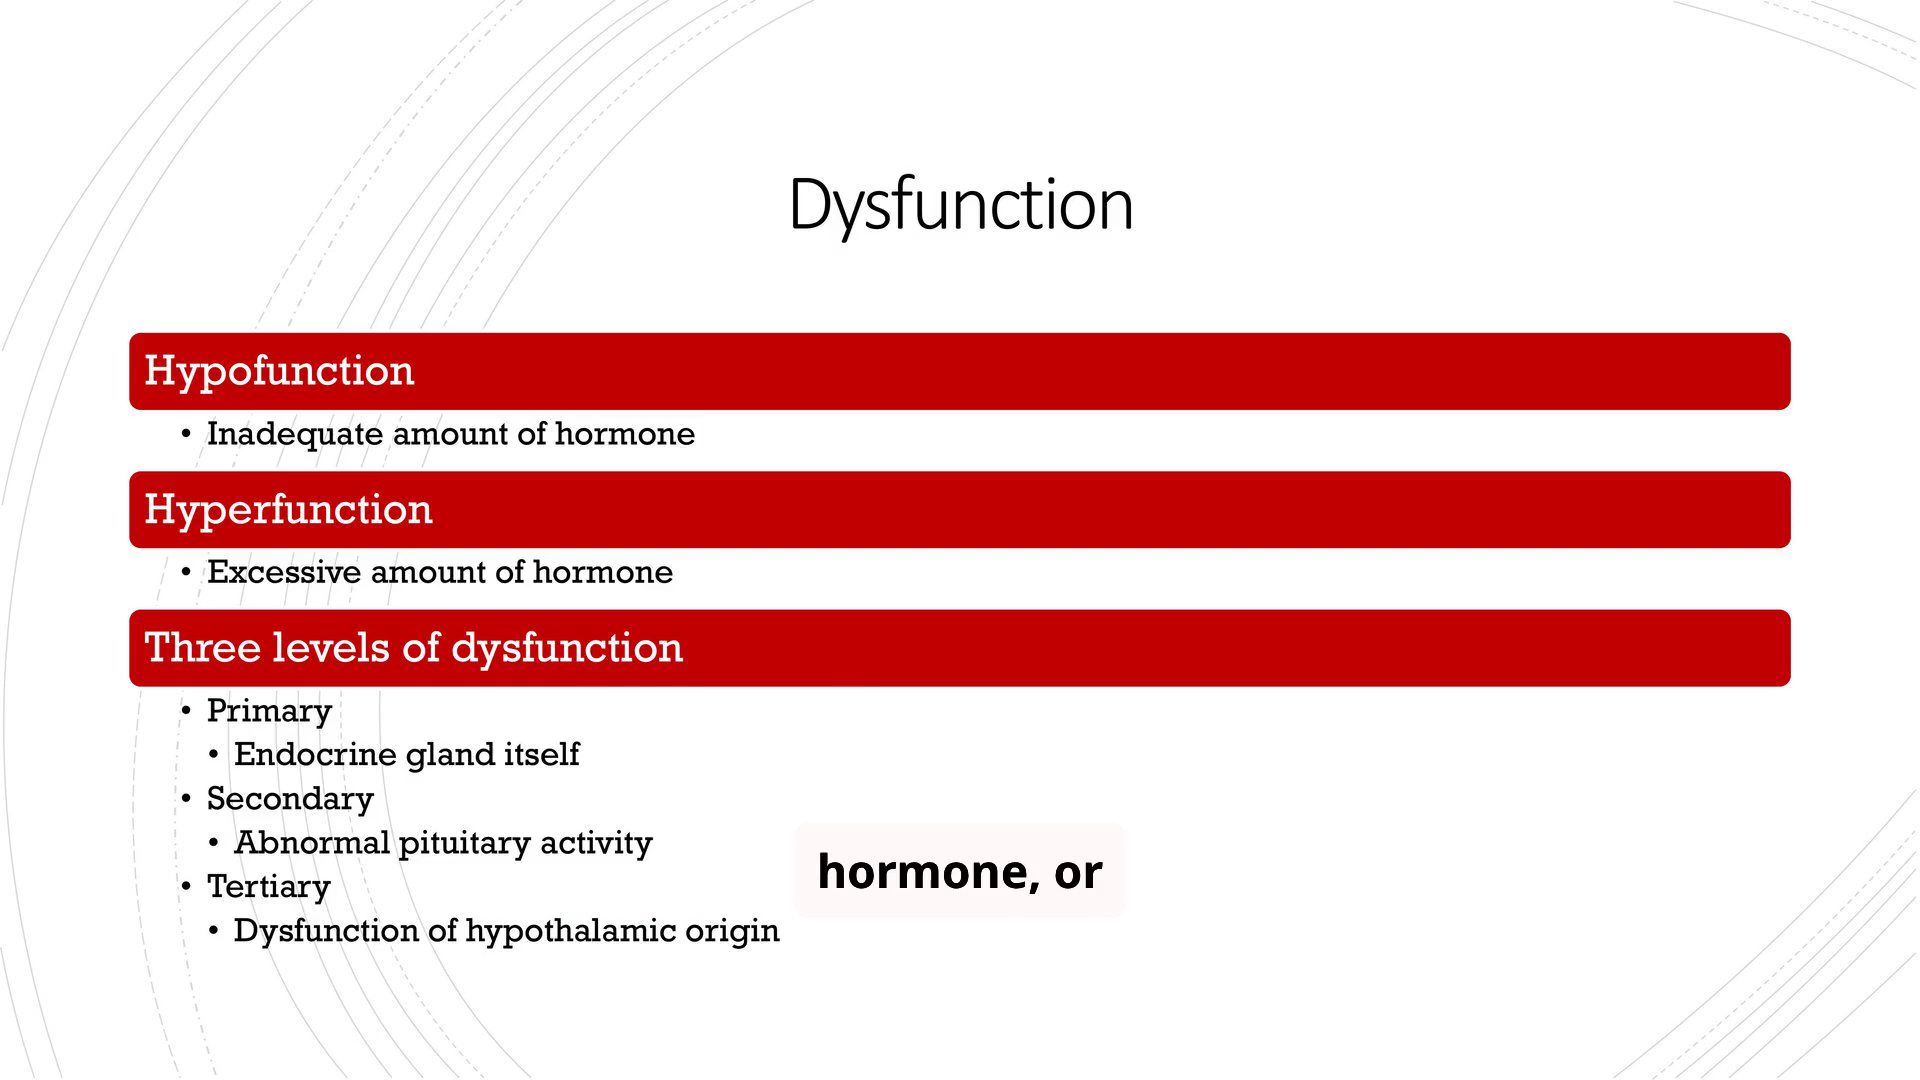 Dysfunction
Hypofunction
• Inadequate amount of hormone
Hyperfunction
• Excessive amount of hormone
Three levels of dysfunction
• Primary
• Endocrine gland itself
• Secondary
• Abnormal pituitary activity
• Tertiary
• Dysfunction of hypothalamic origin
hormone, or